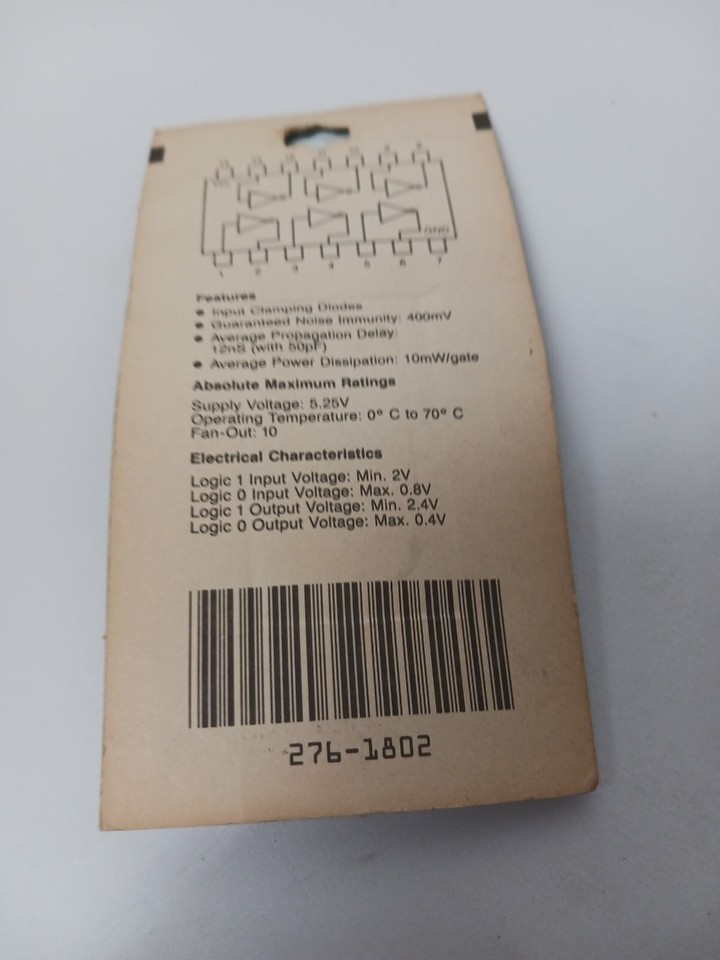 Vcc
GND
1 2 3 4 5 6 7
Features
• Input Clamping Diodes
• Guaranteed Noise Immunity: 400mV
• Average Propagation Delay:
12nS (with 50pF)
• Average Power Dissipation: 10mW/gate
Absolute Maximum Ratings
Supply Voltage: 5.25V
Operating Temperature: 0° C to 70° C
Fan-Out: 10
Electrical Characteristics
Logic 1 Input Voltage: Min. 2V
Logic 0 Input Voltage: Max. 0.8V
Logic 1 Output Voltage: Min. 2.4V
Logic 0 Output Voltage: Max. 0.4V
276-1802